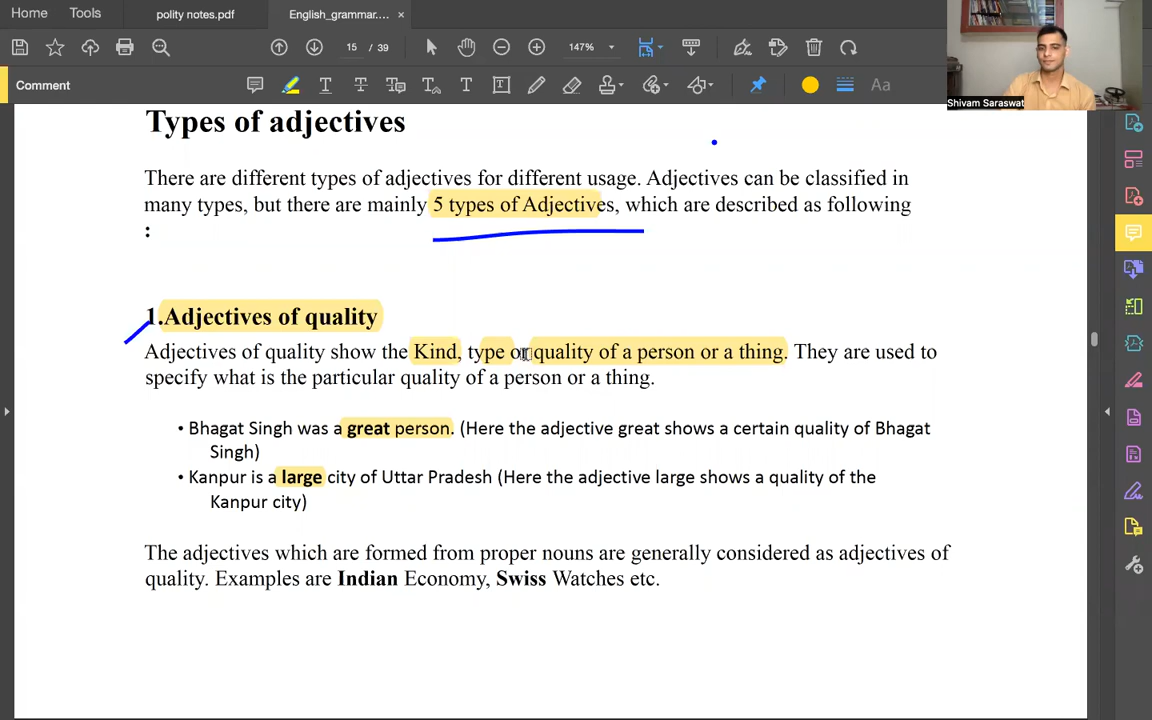 Home
Tools
polity notes.pdf
English_grammar....
15 / 39
147%
Comment
Aa
Shivam Saraswat
Types of adjectives
There are different types of adjectives for different usage. Adjectives can be classified in
many types, but there are mainly 5 types of Adjectives, which are described as following
:
1.Adjectives of quality
Adjectives of quality show the Kind, type or quality of a person or a thing. They are used to
specify what is the particular quality of a person or a thing.
• Bhagat Singh was a great person. (Here the adjective great shows a certain quality of Bhagat
Singh)
• Kanpur is a large city of Uttar Pradesh (Here the adjective large shows a quality of the
Kanpur city)
The adjectives which are formed from proper nouns are generally considered as adjectives of
quality. Examples are Indian Economy, Swiss Watches etc.